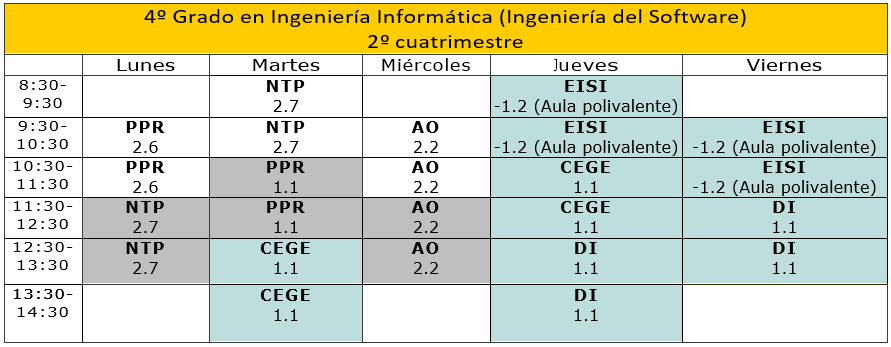 4º Grado en Ingeniería Informática (Ingeniería del Software)
2º cuatrimestre
Lunes Martes Miércoles Jueves Viernes
8:30- NTP EISI
9:30 2.7 -1.2 (Aula polivalente)
9:30- PPR NTP AO EISI EISI
10:30 2.6 2.7 2.2 -1.2 (Aula polivalente) -1.2 (Aula polivalente)
10:30- PPR PPR AO CEGE EISI
11:30 2.6 1.1 2.2 1.1 -1.2 (Aula polivalente)
11:30- NTP PPR AO CEGE DI
12:30 2.7 1.1 2.2 1.1 1.1
12:30- NTP CEGE AO DI DI
13:30 2.7 1.1 2.2 1.1 1.1
13:30- CEGE DI
14:30 1.1 1.1